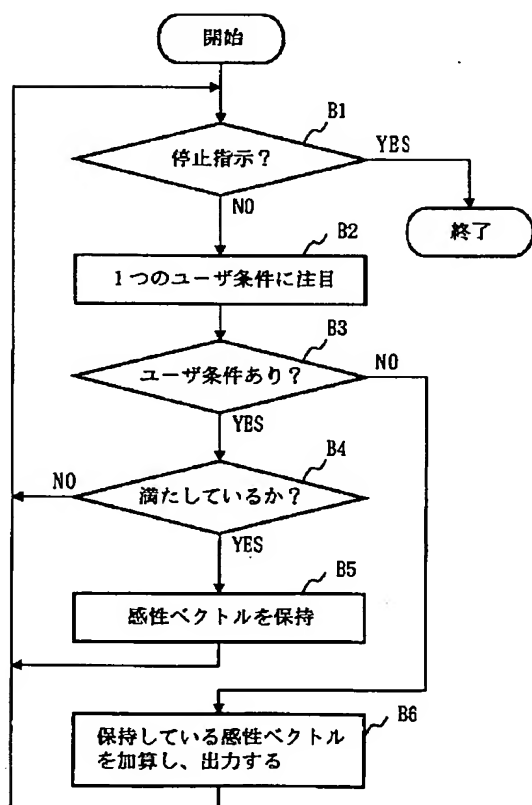 開始
B1
停止指示?
YES
NO
終了
B2
1つのユーザ条件に注目
B3
ユーザ条件あり?
NO
YES
B4
NO
満たしているか?
YES
B5
感性ベクトルを保持
B6
保持している感性ベクトル
を加算し、出力する